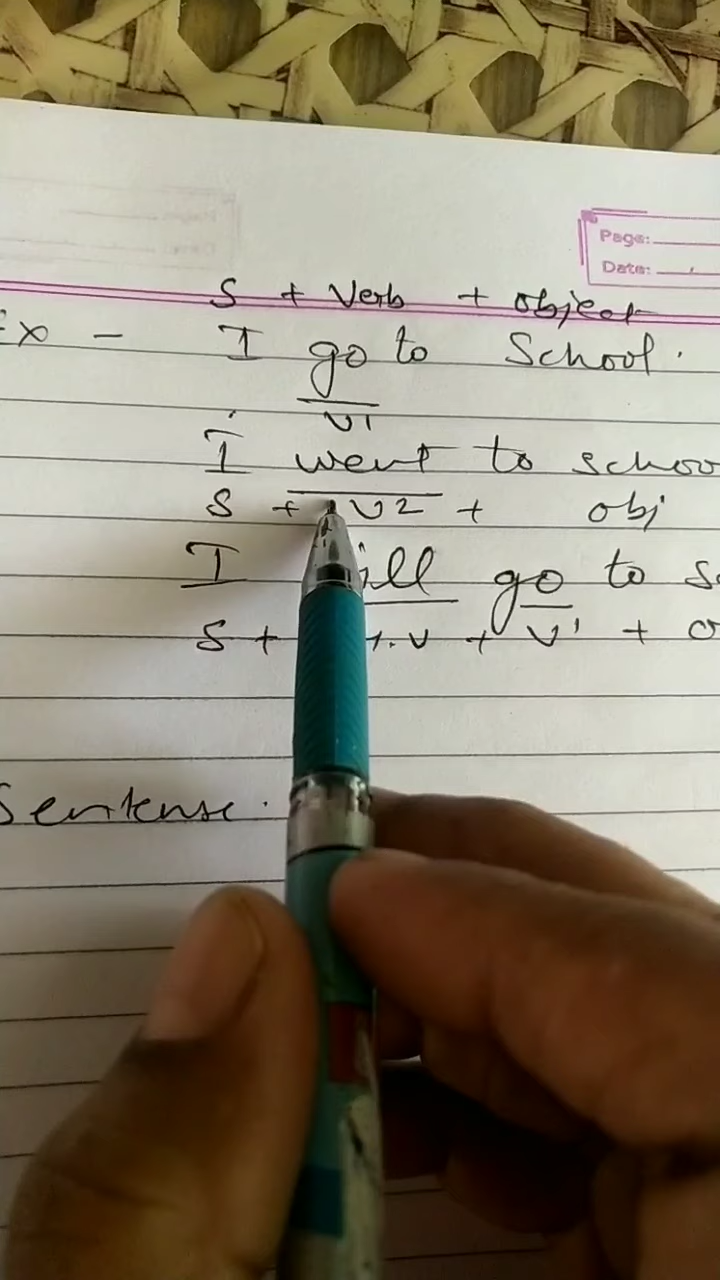 Page:
Date:
S + Verb + object
Ex - I go to School.
V1
I went to schoo
S + V2 + obj
I ill go to S
S + .V + V1 + o
Sentense.